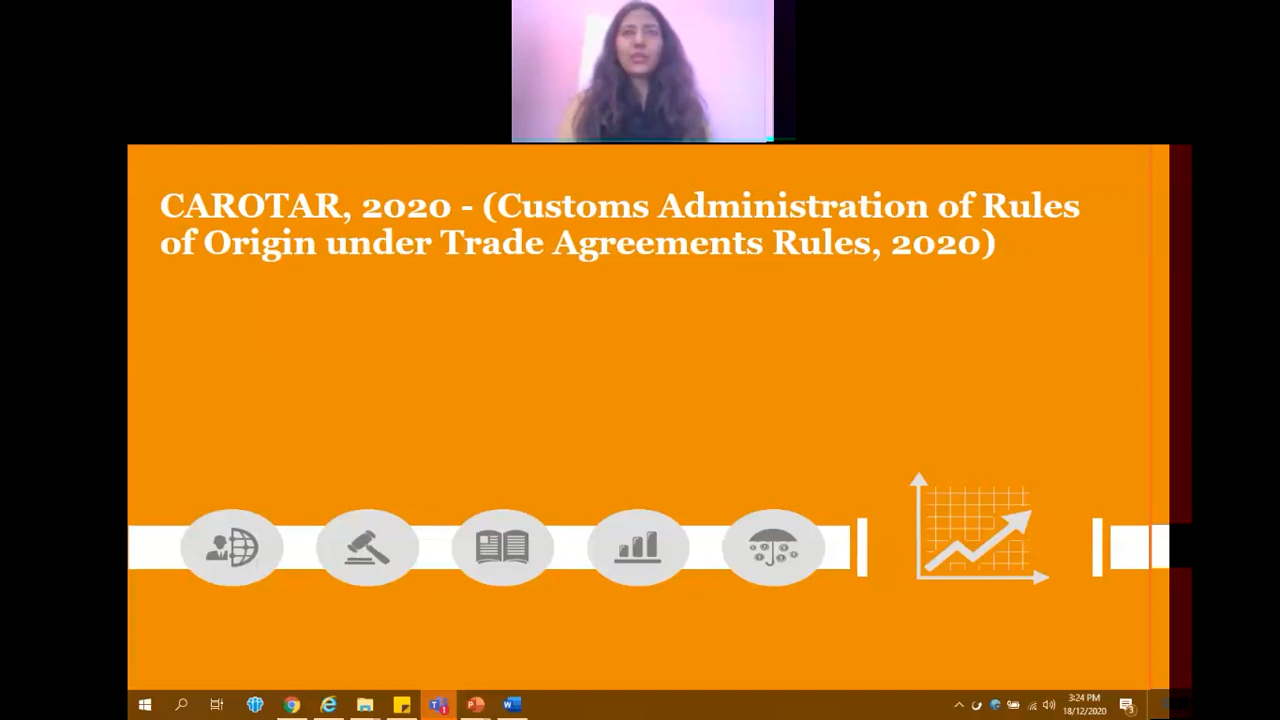 CAROTAR, 2020 - (Customs Administration of Rules
of Origin under Trade Agreements Rules, 2020)
3:24 PM
18/12/2020